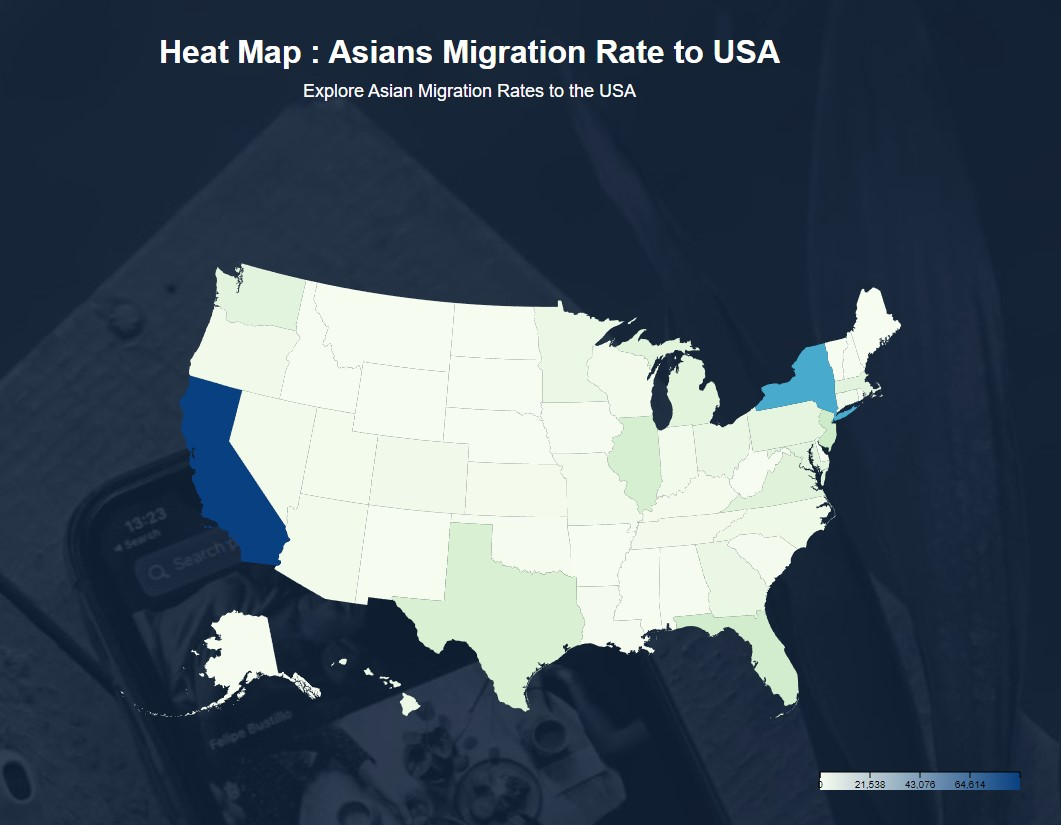 Heat Map : Asians Migration Rate to USA
Explore Asian Migration Rates to the USA
13:23
Search
Search
Felipe Bustillo
0
21,538
43,076
64,614